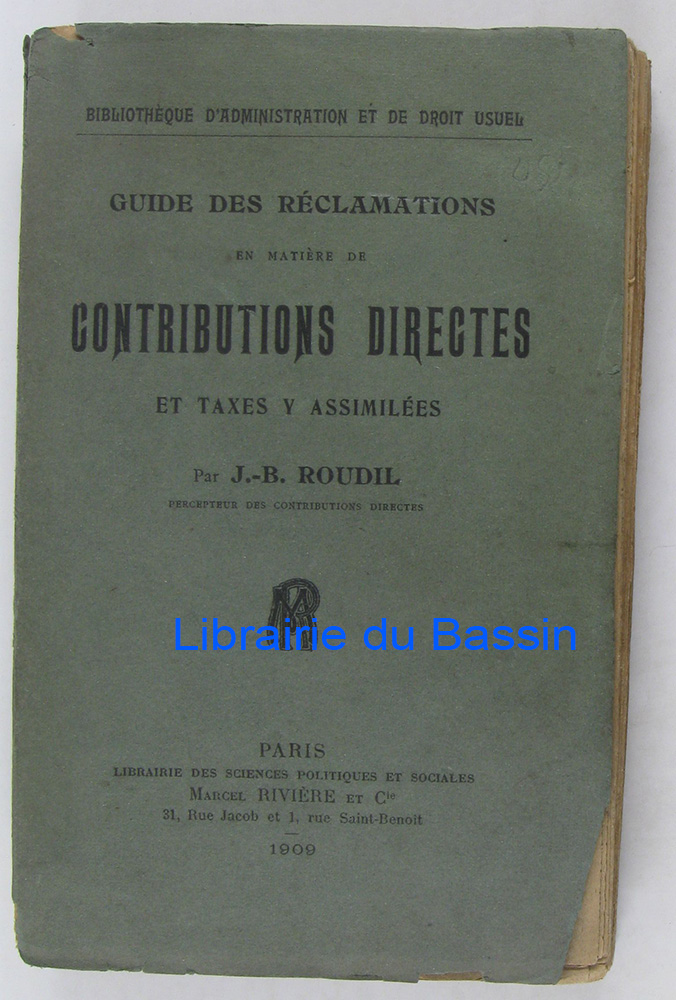 BIBLIOTHÈQUE D'ADMINISTRATION ET DE DROIT USUEL
GUIDE DES RÉCLAMATIONS
EN MATIÈRE DE
CONTRIBUTIONS DIRECTES
ET TAXES Y ASSIMILÉES
Par J.-B. ROUDIL
PERCEPTEUR DES CONTRIBUTIONS DIRECTES
MR
Librairie du Bassin
PARIS
LIBRAIRIE DES SCIENCES POLITIQUES ET SOCIALES
MARCEL RIVIÈRE ET Cie
31, Rue Jacob et 1, rue Saint-Benoit
1909